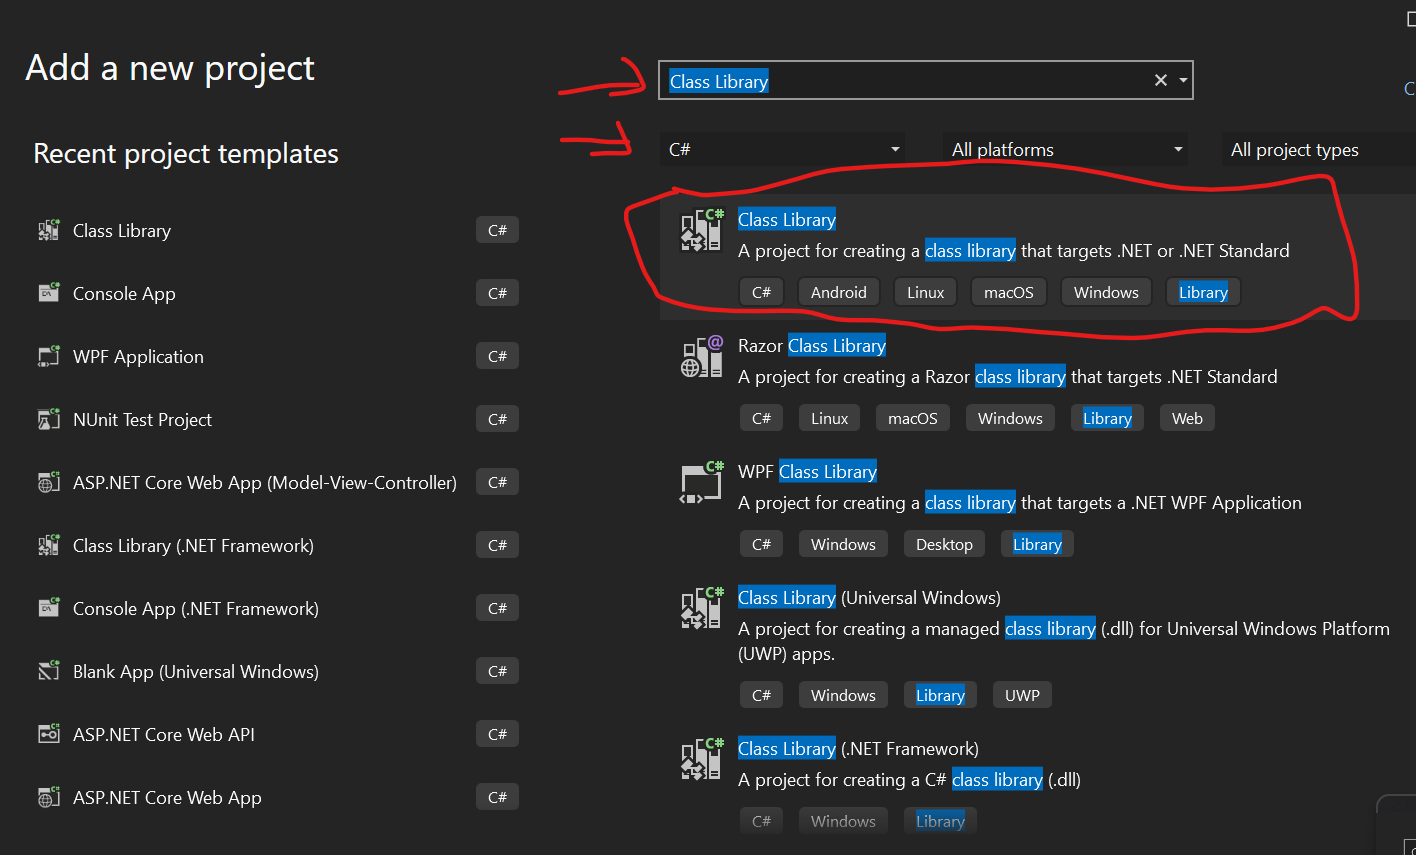 Add a new project
Class Library
C
Recent project templates
C#
All platforms
All project types
Class Library C#
Console App C#
WPF Application C#
NUnit Test Project C#
ASP.NET Core Web App (Model-View-Controller) C#
Class Library (.NET Framework) C#
Console App (.NET Framework) C#
Blank App (Universal Windows) C#
ASP.NET Core Web API C#
ASP.NET Core Web App C#
Class Library
A project for creating a class library that targets .NET or .NET Standard
C# Android Linux macOS Windows Library
Razor Class Library
A project for creating a Razor class library that targets .NET Standard
C# Linux macOS Windows Library Web
WPF Class Library
A project for creating a class library that targets a .NET WPF Application
C# Windows Desktop Library
Class Library (Universal Windows)
A project for creating a managed class library (.dll) for Universal Windows Platform
(UWP) apps.
C# Windows Library UWP
Class Library (.NET Framework)
A project for creating a C# class library (.dll)
C# Windows Library